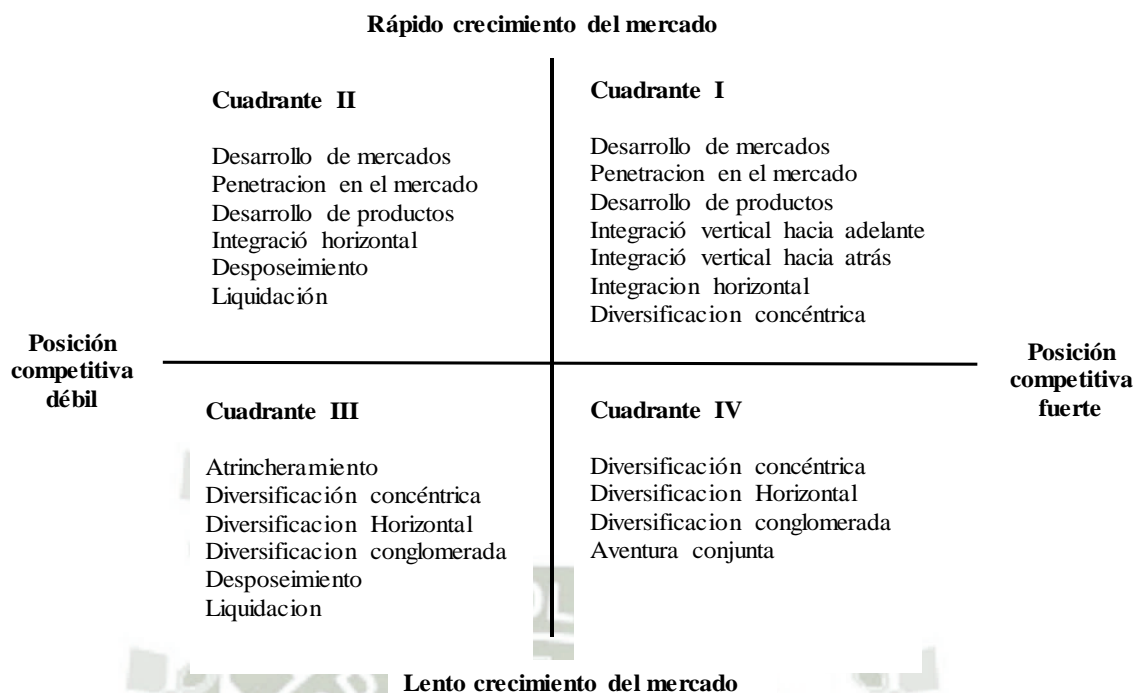 Rápido crecimiento del mercado
Cuadrante II
Desarrollo de mercados
Penetracion en el mercado
Desarrollo de productos
Integració horizontal
Desposeimiento
Liquidación
Cuadrante I
Desarrollo de mercados
Penetracion en el mercado
Desarrollo de productos
Integració vertical hacia adelante
Integració vertical hacia atrás
Integracion horizontal
Diversificacion concéntrica
Posición
competitiva
débil
Posición
competitiva
fuerte
Cuadrante III
Atrincheramiento
Diversificación concéntrica
Diversificacion Horizontal
Diversificacion conglomerada
Desposeimiento
Liquidacion
Cuadrante IV
Diversificación concéntrica
Diversificacion Horizontal
Diversificacion conglomerada
Aventura conjunta
Lento crecimiento del mercado